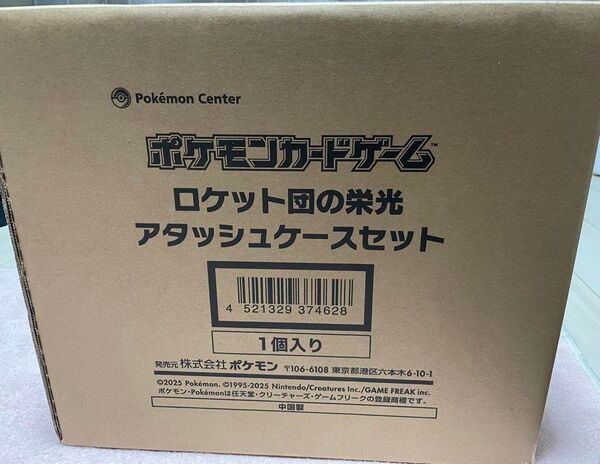 Pokémon Center
ポケモンカードゲーム™
ロケット団の栄光
アタッシュケースセット
4 521329 374628
1個入り
発売元 株式会社 ポケモン 〒106-6108 東京都港区六本木6-10-1
©2025 Pokémon. ©1995-2025 Nintendo/Creatures Inc./GAME FREAK inc.
ポケモン・Pokémonは任天堂・クリーチャーズ・ゲームフリークの登録商標です。
中国製